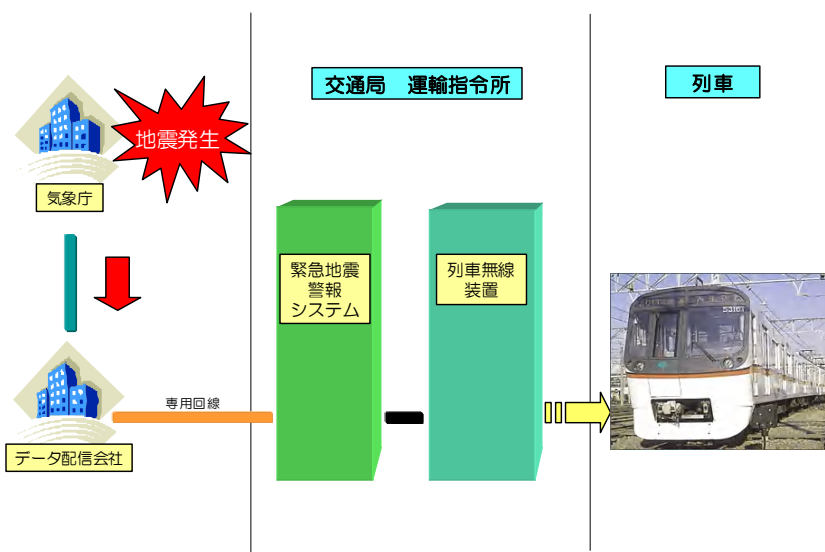 交通局　運輸指令所
列車
地震発生
気象庁
緊急地震
警報
システム
列車無線
装置
専用回線
データ配信会社